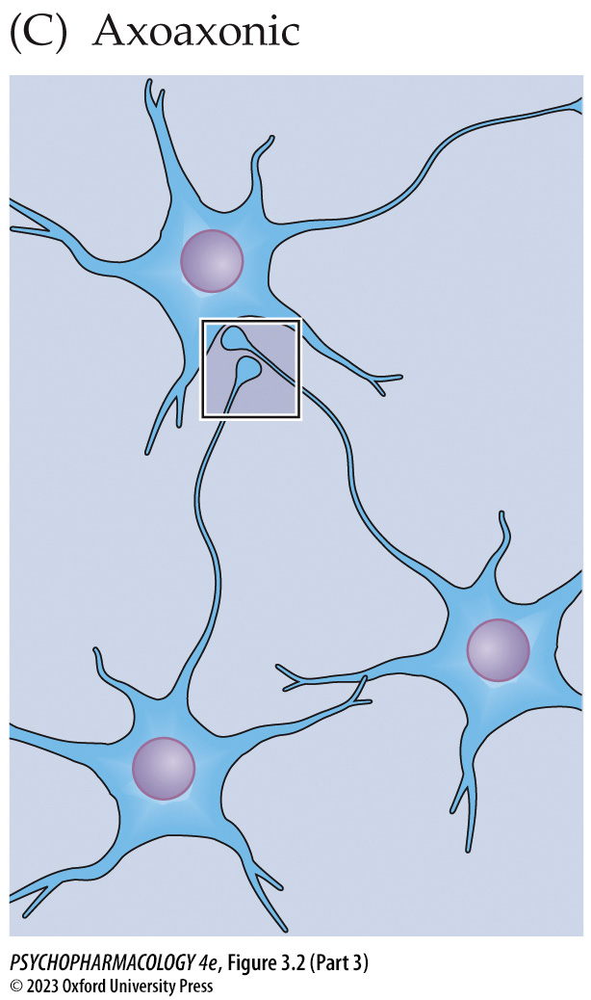 (C) Axoaxonic
PSYCHOPHARMACOLOGY 4e, Figure 3.2 (Part 3)
© 2023 Oxford University Press